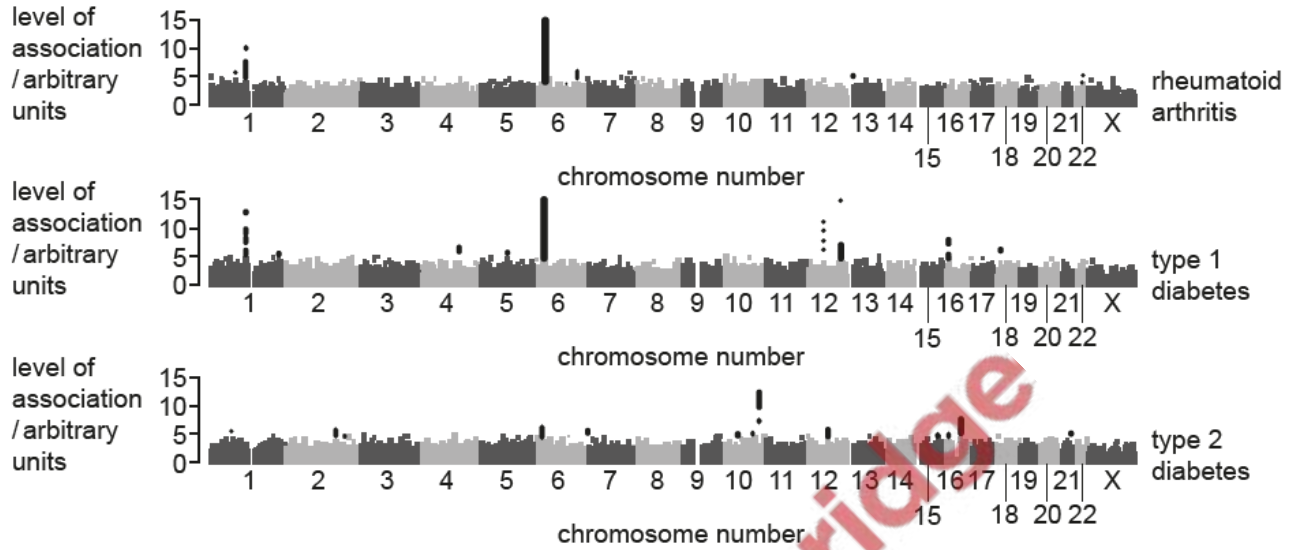 level of
association
/ arbitrary
units
15
10
5
0
rheumatoid
arthritis
1 2 3 4 5 6 7 8 9 10 11 12 13 14 16 17 19 21 X
15 18 20 22
chromosome number
level of
association
/ arbitrary
units
15
10
5
0
type 1
diabetes
1 2 3 4 5 6 7 8 9 10 11 12 13 14 16 17 19 21 X
15 18 20 22
chromosome number
level of
association
/ arbitrary
units
15
10
5
0
type 2
diabetes
1 2 3 4 5 6 7 8 9 10 11 12 13 14 16 17 19 21 X
15 18 20 22
chromosome number
ridge